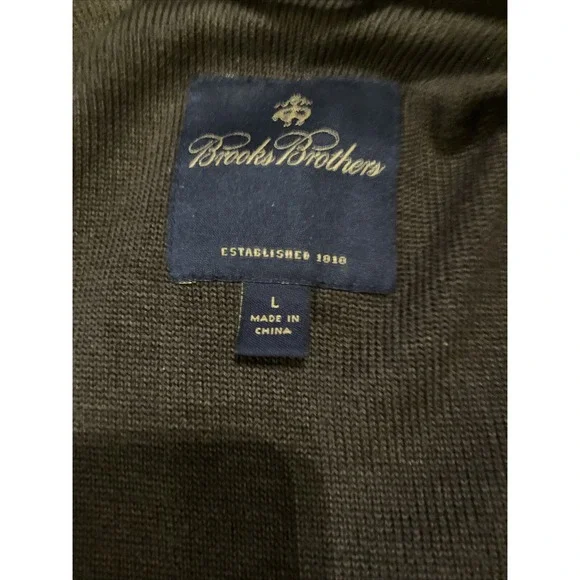 Brooks Brothers
ESTABLISHED 1818
L
MADE IN
CHINA